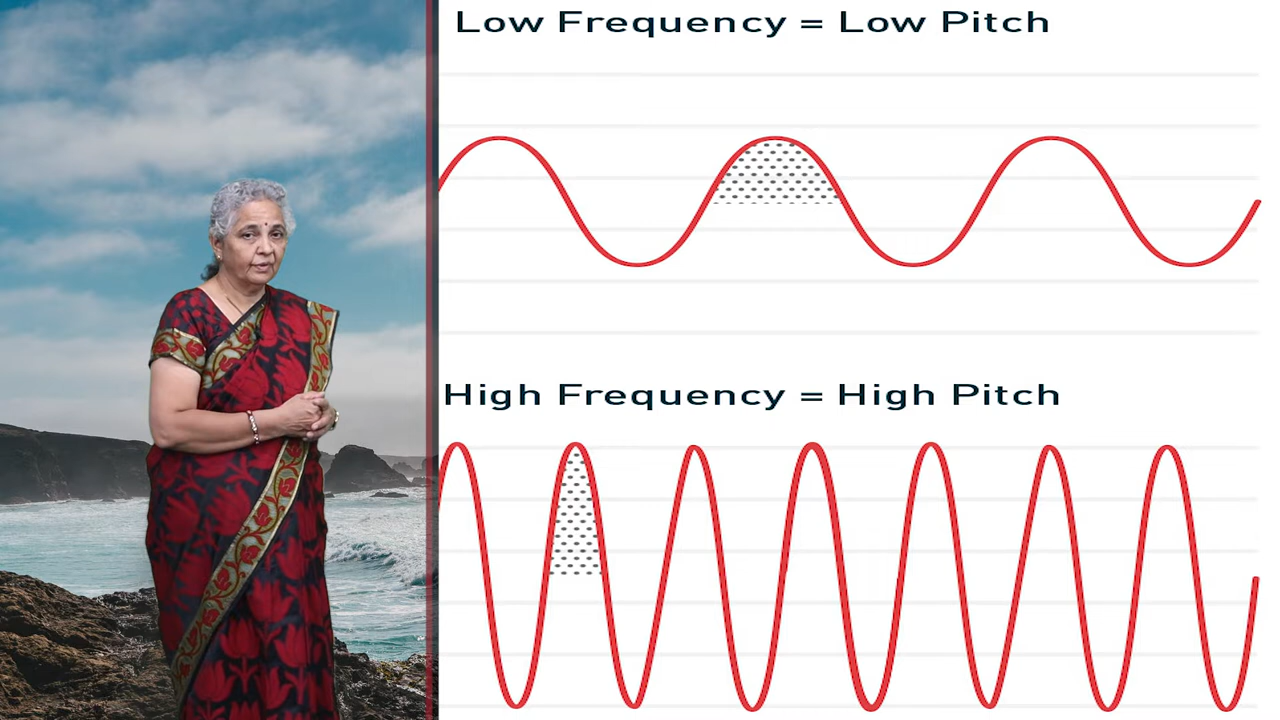 Low Frequency = Low Pitch
High Frequency = High Pitch